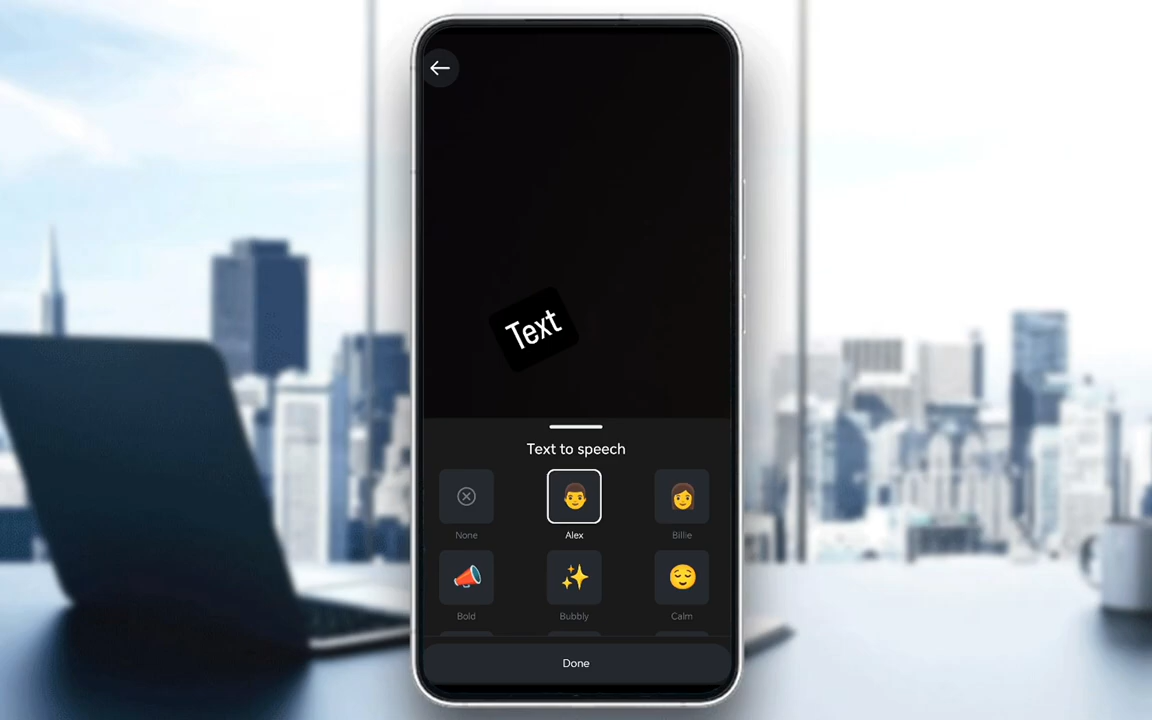 Text
Text to speech
None
Alex
Billie
Bold
Bubbly
Calm
Done